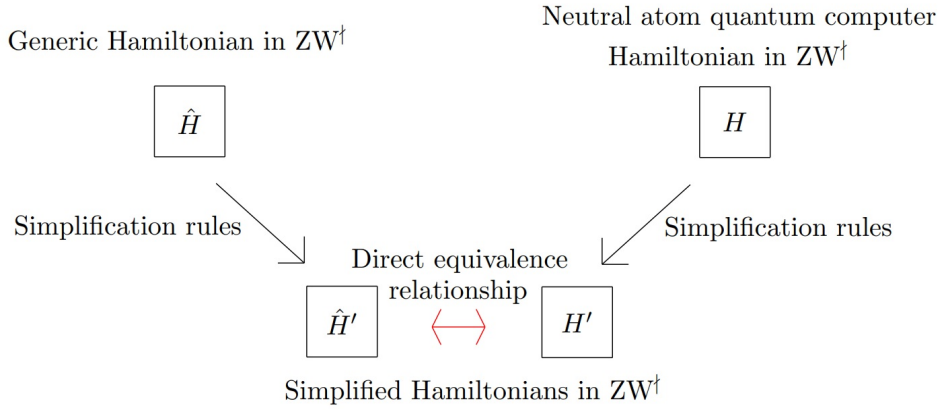 Generic Hamiltonian in ZW^∤
Neutral atom quantum computer
Hamiltonian in ZW^∤
Ĥ
H
Simplification rules
Simplification rules
Direct equivalence
relationship
Ĥ′
H′
Simplified Hamiltonians in ZW^∤